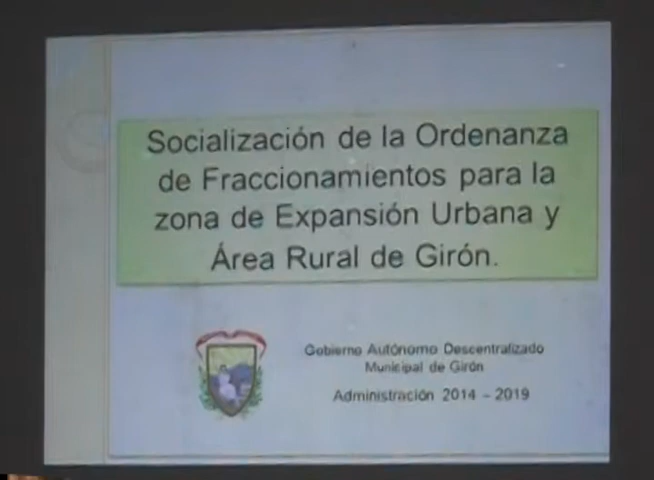 Socialización de la Ordenanza
de Fraccionamientos para la
zona de Expansión Urbana y
Área Rural de Girón.
Gobierno Autónomo Descentralizado
Municipal de Girón
Administración 2014 - 2019